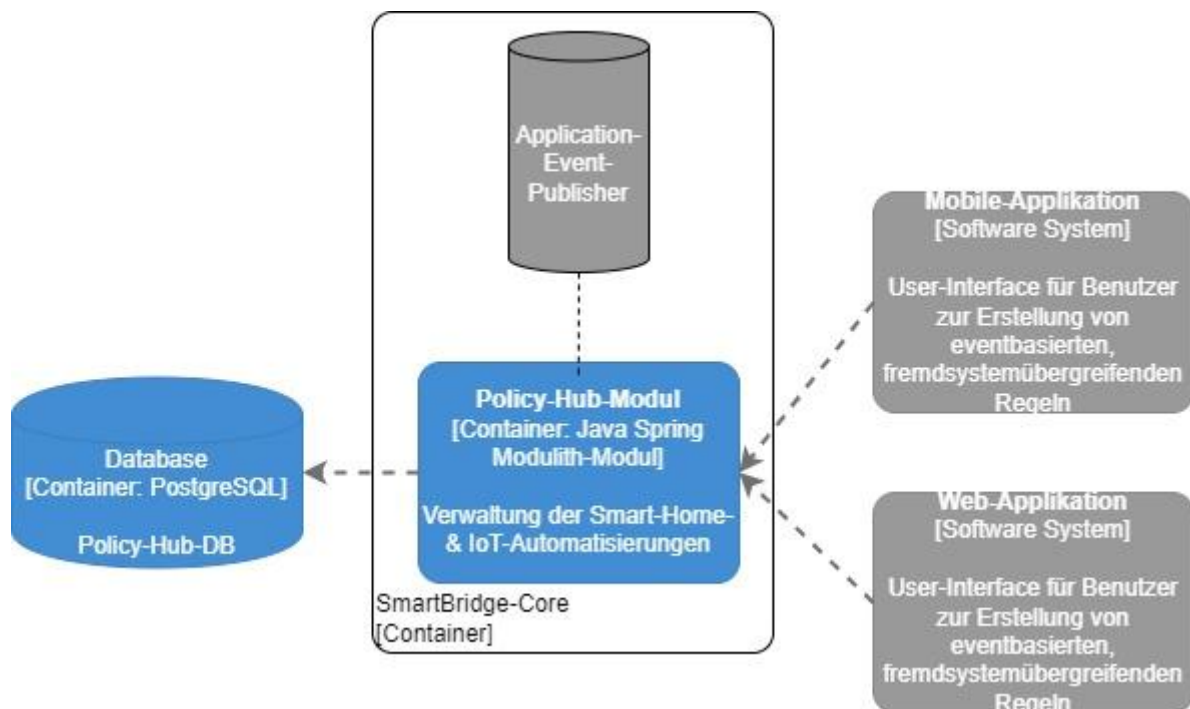 Application-
Event-
Publisher
Mobile-Applikation
[Software System]
User-Interface für Benutzer
zur Erstellung von
eventbasierten,
fremdsystemübergreifenden
Regeln
Policy-Hub-Modul
[Container: Java Spring
Modulith-Modul]
Verwaltung der Smart-Home-
& IoT-Automatisierungen
Database
[Container: PostgreSQL]
Policy-Hub-DB
Web-Applikation
[Software System]
User-Interface für Benutzer
zur Erstellung von
eventbasierten,
fremdsystemübergreifenden
Regeln
SmartBridge-Core
[Container]